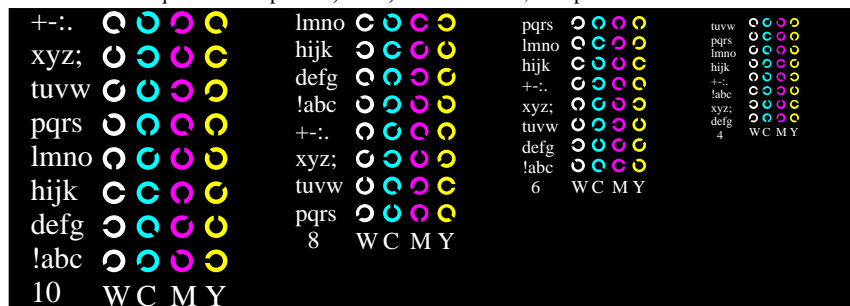 +-:.
xyz;
tuvw
pqrs
lmno
hijk
defg
!abc
10 W C M Y
lmno
hijk
defg
!abc
+-:.
xyz;
tuvw
pqrs
8 W C M Y
pqrs
lmno
hijk
+-:.
xyz;
tuvw
defg
!abc
6 W C M Y
tuvw
pqrs
lmno
hijk
+-:.
!abc
xyz;
defg
4 W C M Y